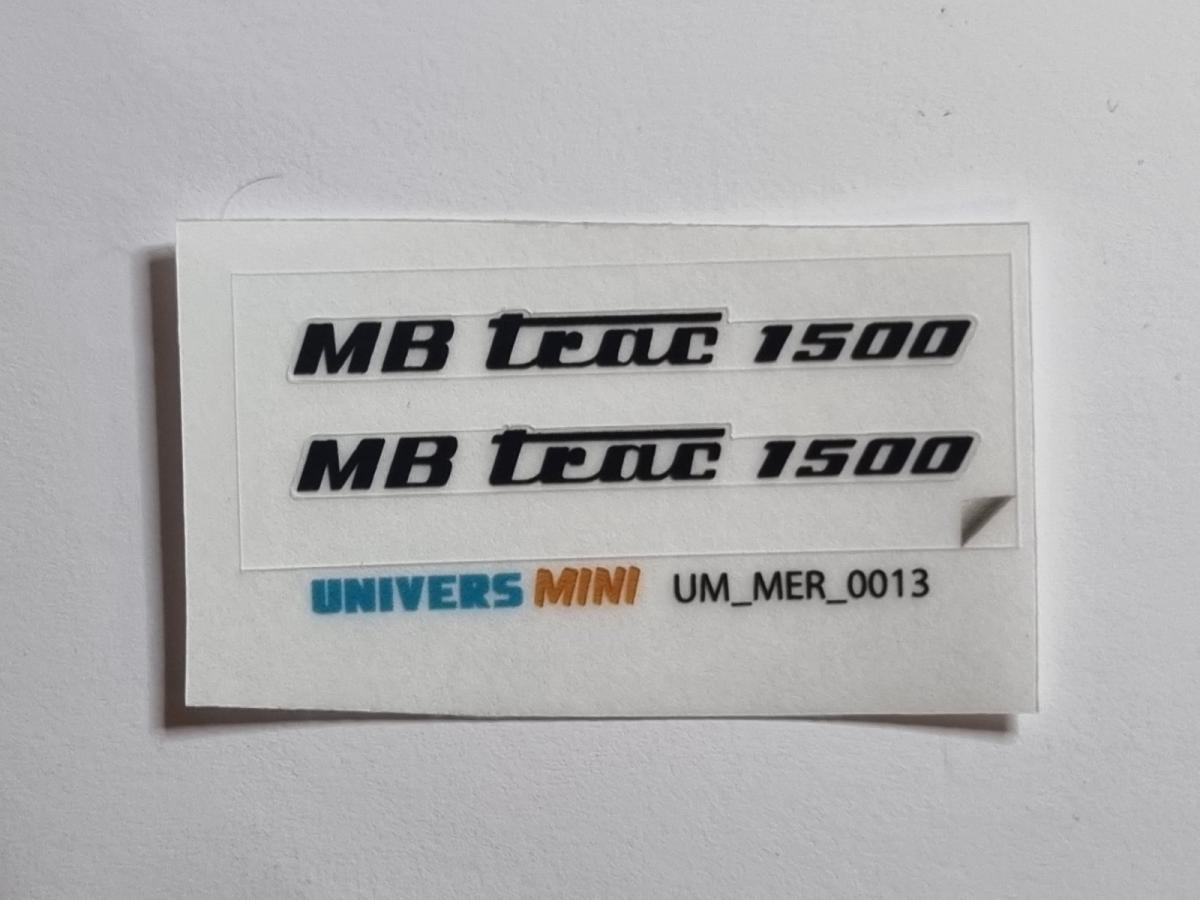 MB trac 1500
MB trac 1500
UNIVERS MINI UM_MER_0013